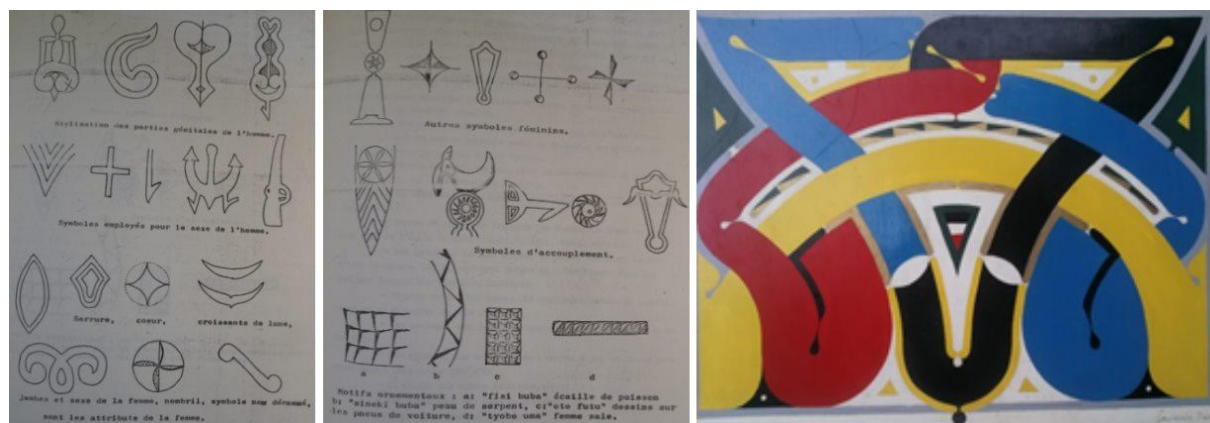 Stylisation des parties génitales de l'homme.
Symboles employés pour le sexe de l'homme.
Serrure, coeur, croissants de lune,
Jambes et sexe de la femme, nombril, symbole non dénommé,
sont les attributs de la femme.
Autres symboles féminins.
Symboles d'accouplement.
a b c d
Motifs ornementaux : a: "fisi buba" écaille de poisson
b: "sineki buba" peau de serpent, c: futu" dessins sur
les pneus de voiture, d: "tyobo uma" femme sale.